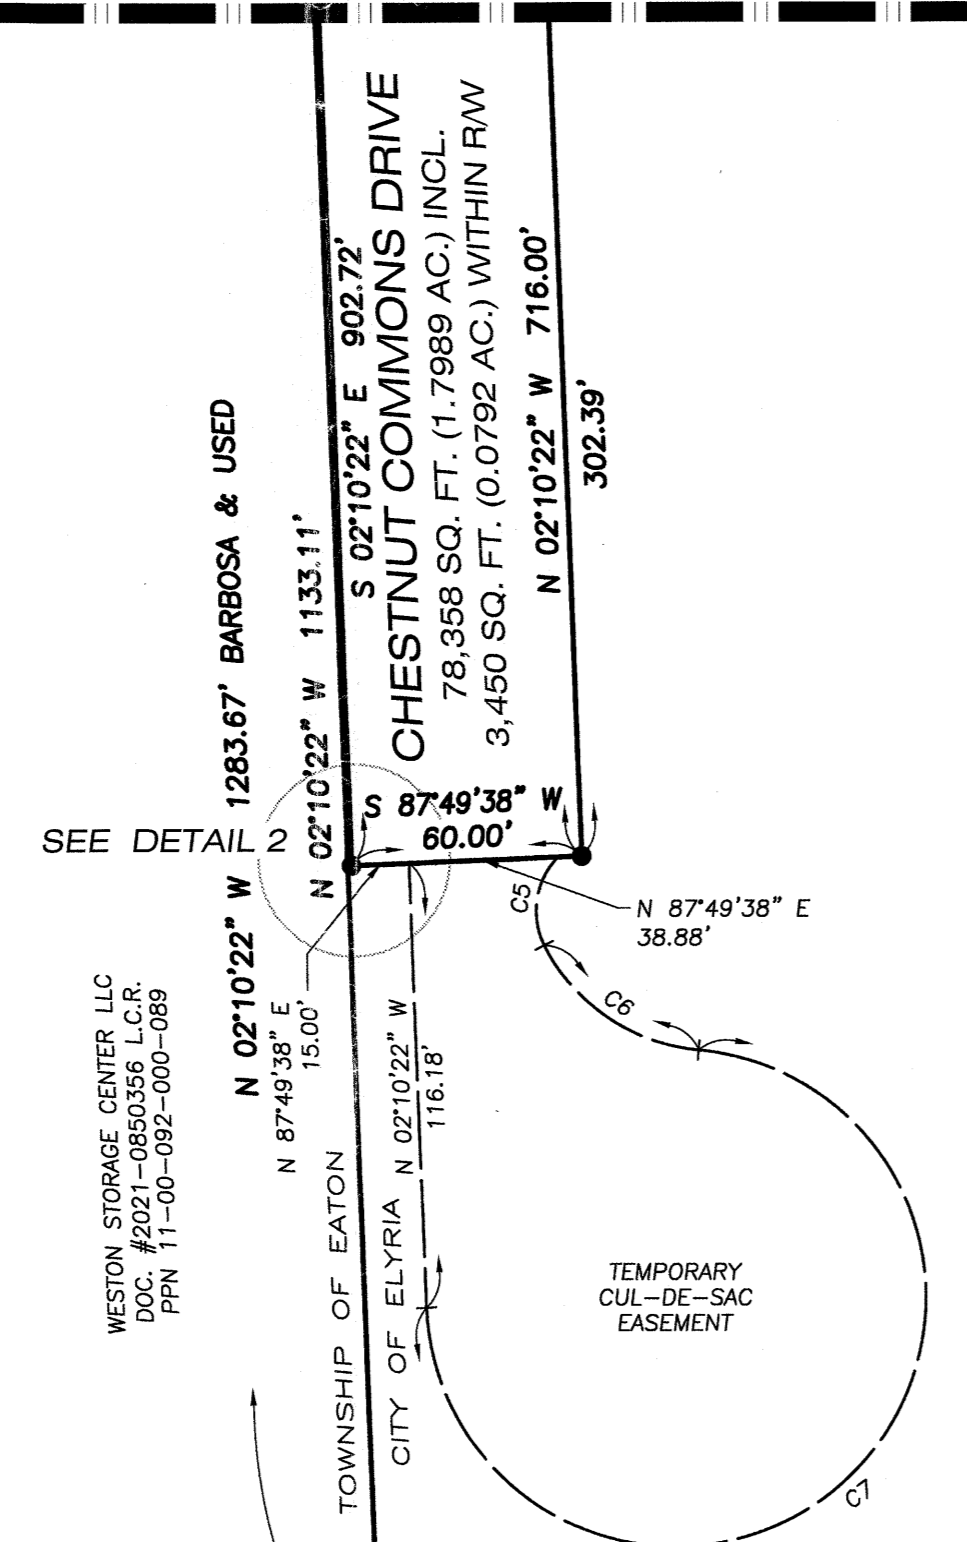 CHESTNUT COMMONS DRIVE
78,358 SQ. FT. (1.7989 AC.) INCL.
3,450 SQ. FT. (0.0792 AC.) WITHIN R/W
S 02°10'22" E 902.72'
N 02°10'22" W 716.00'
302.39'
N 02°10'22" W 1283.67' BARBOSA & USED
N 02°10'22" W 1133.11'
SEE DETAIL 2
S 87°49'38" W
60.00'
C5
N 87°49'38" E
38.88'
C6
N 87°49'38" E
15.00'
N 02°10'22" W
116.18'
WESTON STORAGE CENTER LLC
DOC. #2021-0850356 L.C.R.
PPN 11-00-092-000-089
TOWNSHIP OF EATON
CITY OF ELYRIA
TEMPORARY
CUL-DE-SAC
EASEMENT
C7